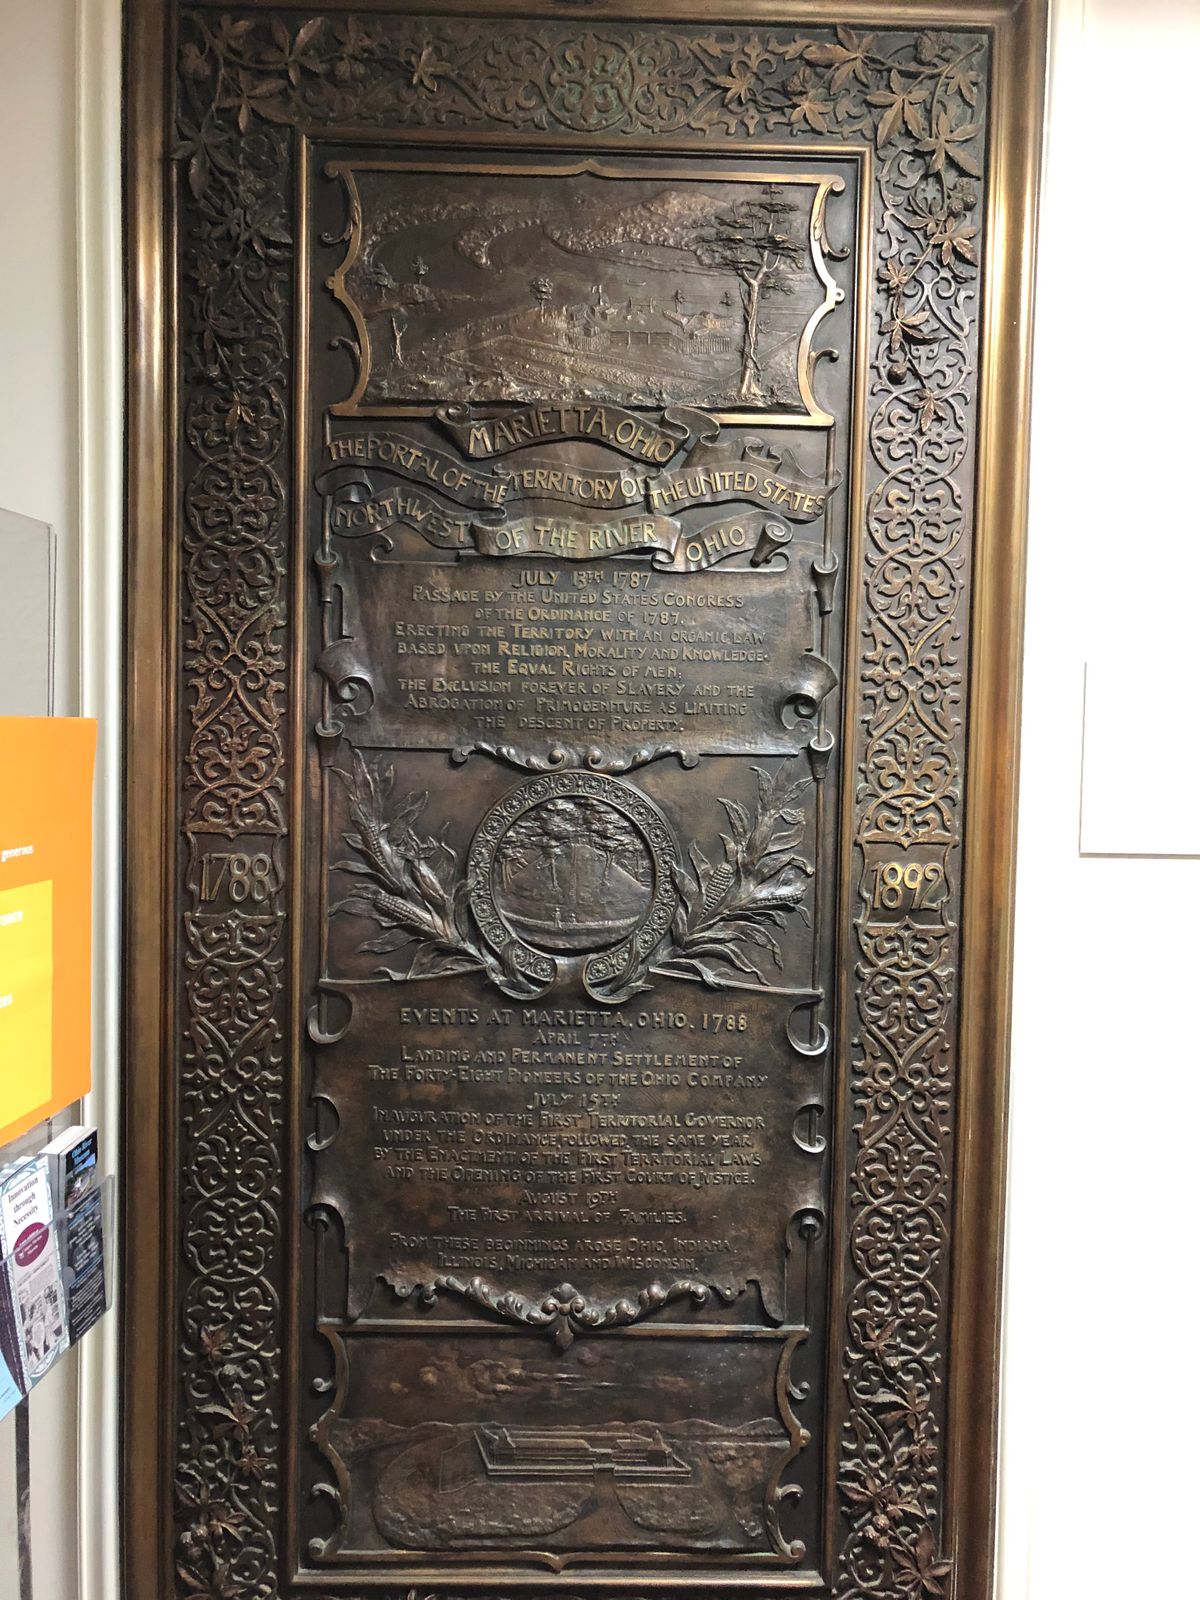 MARIETTA, OHIO
THE PORTAL OF THE TERRITORY OF THE UNITED STATES
NORTHWEST OF THE RIVER OHIO
JULY 13TH 1787
PASSAGE BY THE UNITED STATES CONGRESS
OF THE ORDINANCE OF 1787.
ERECTING THE TERRITORY WITH AN ORGANIC LAW
BASED UPON RELIGION, MORALITY AND KNOWLEDGE.
THE EQUAL RIGHTS OF MEN;
THE EXCLUSION FOREVER OF SLAVERY AND THE
ABROGATION OF PRIMOGENITURE AS LIMITING
THE DESCENT OF PROPERTY.
1788
1892
EVENTS AT MARIETTA, OHIO, 1788
APRIL 7TH
LANDING AND PERMANENT SETTLEMENT OF
THE FORTY-EIGHT PIONEERS OF THE OHIO COMPANY
JULY 15TH
INAUGURATION OF THE FIRST TERRITORIAL GOVERNOR
UNDER THE ORDINANCE, FOLLOWED THE SAME YEAR
BY THE ENACTMENT OF THE FIRST TERRITORIAL LAWS
AND THE OPENING OF THE FIRST COURT OF JUSTICE.
AUGUST 19TH
THE FIRST ARRIVAL OF FAMILIES.
FROM THESE BEGINNINGS AROSE OHIO, INDIANA
ILLINOIS, MICHIGAN AND WISCONSIN.
generous
Innovation
through
Necessity
Ohio River
Museum